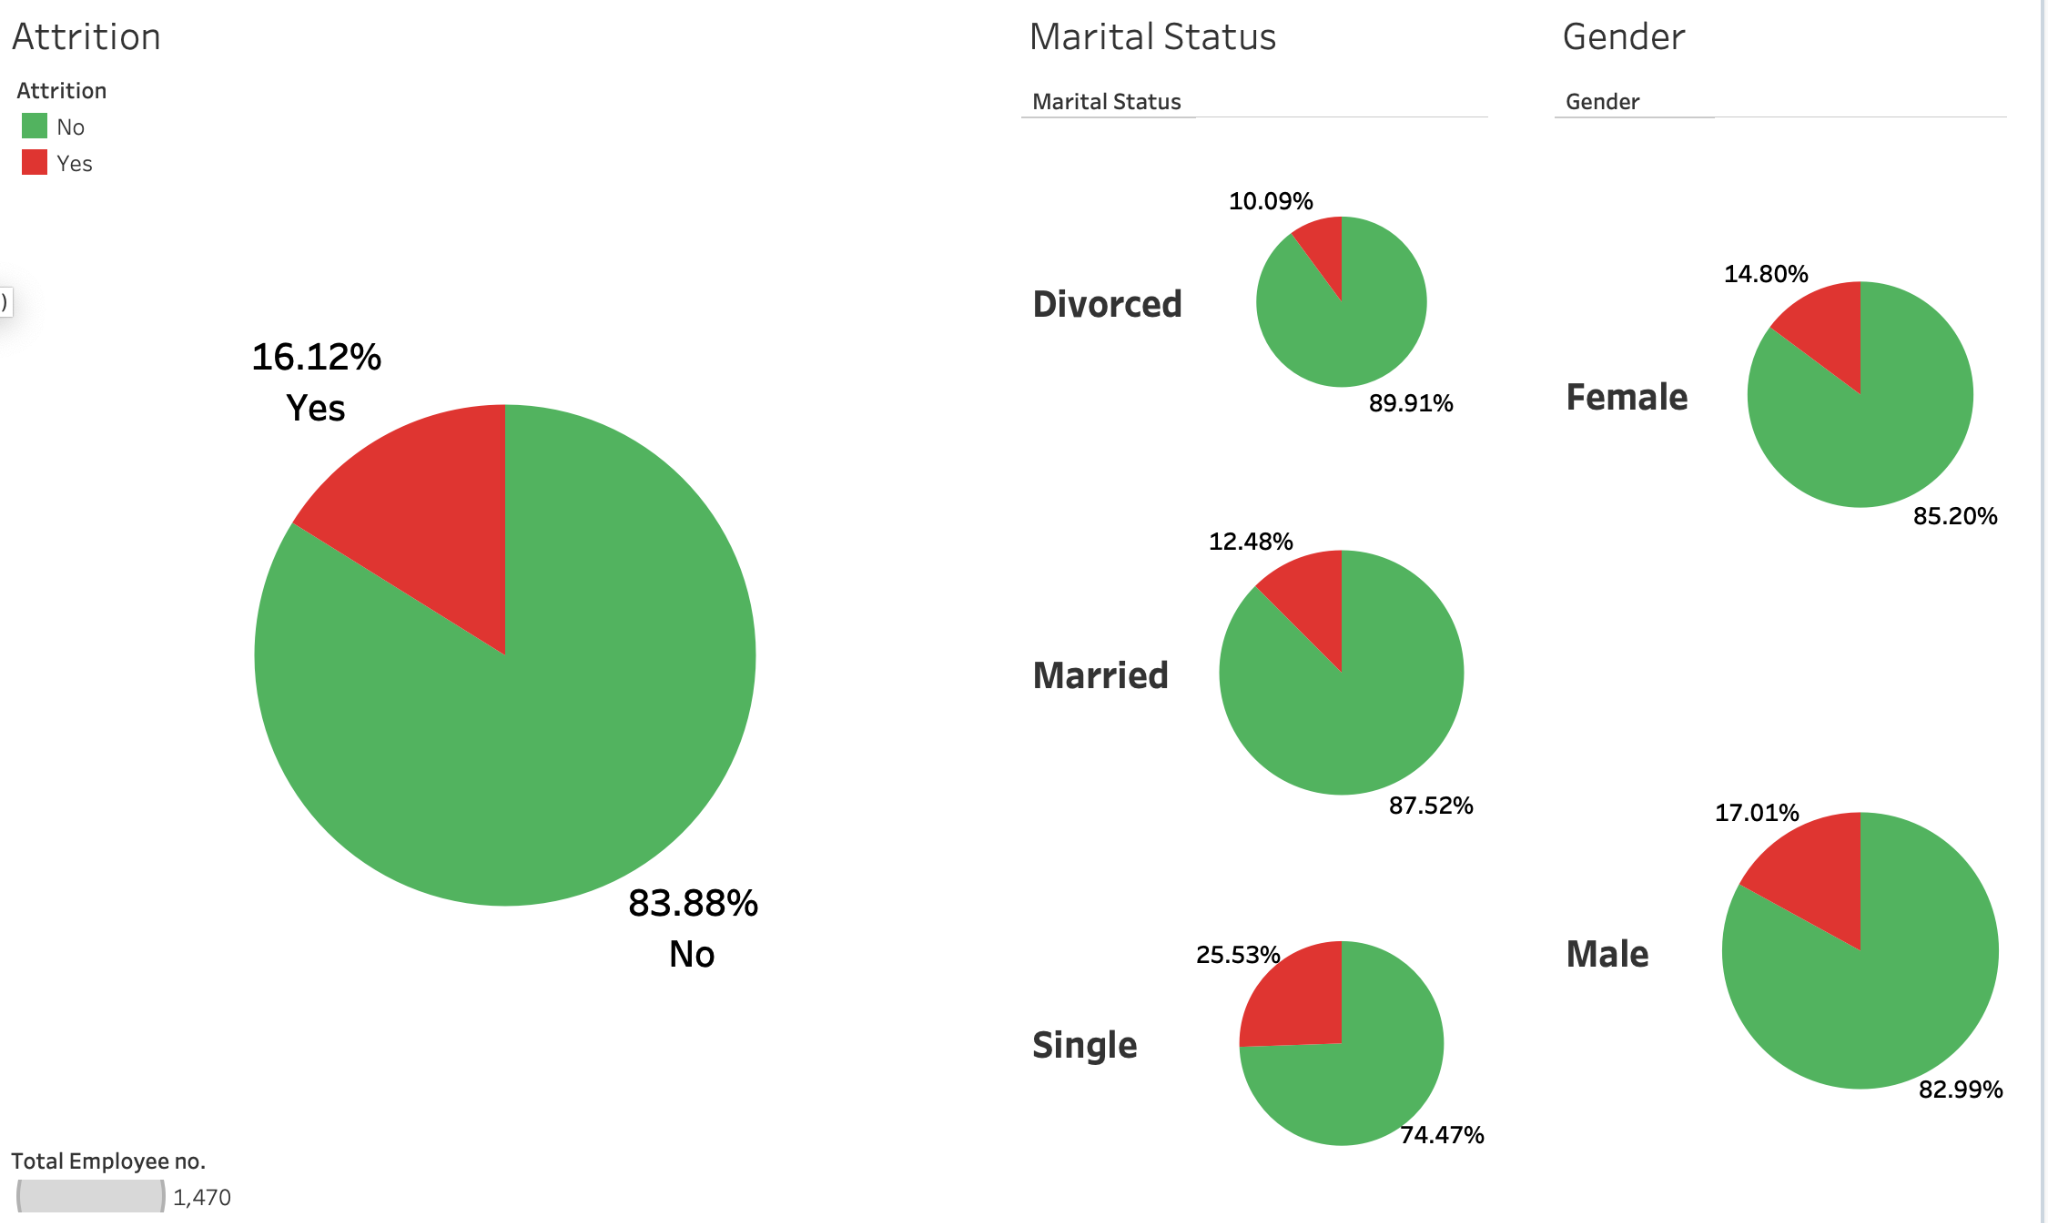 Attrition
Attrition
No
Yes
)
16.12%
Yes
83.88%
No
Total Employee no.
1,470
Marital Status
Marital Status
Divorced
10.09%
89.91%
Married
12.48%
87.52%
Single
25.53%
74.47%
Gender
Gender
Female
14.80%
85.20%
Male
17.01%
82.99%